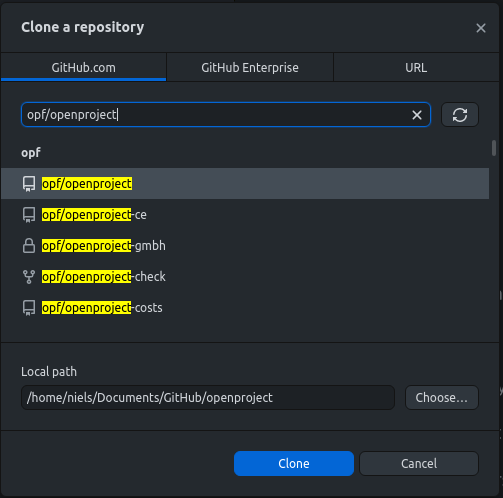 Clone a repository
GitHub.com
GitHub Enterprise
URL
opf/openproject
opf
opf/openproject
opf/openproject-ce
opf/openproject-gmbh
opf/openproject-check
opf/openproject-costs
Local path
/home/niels/Documents/GitHub/openproject
Choose...
Clone
Cancel